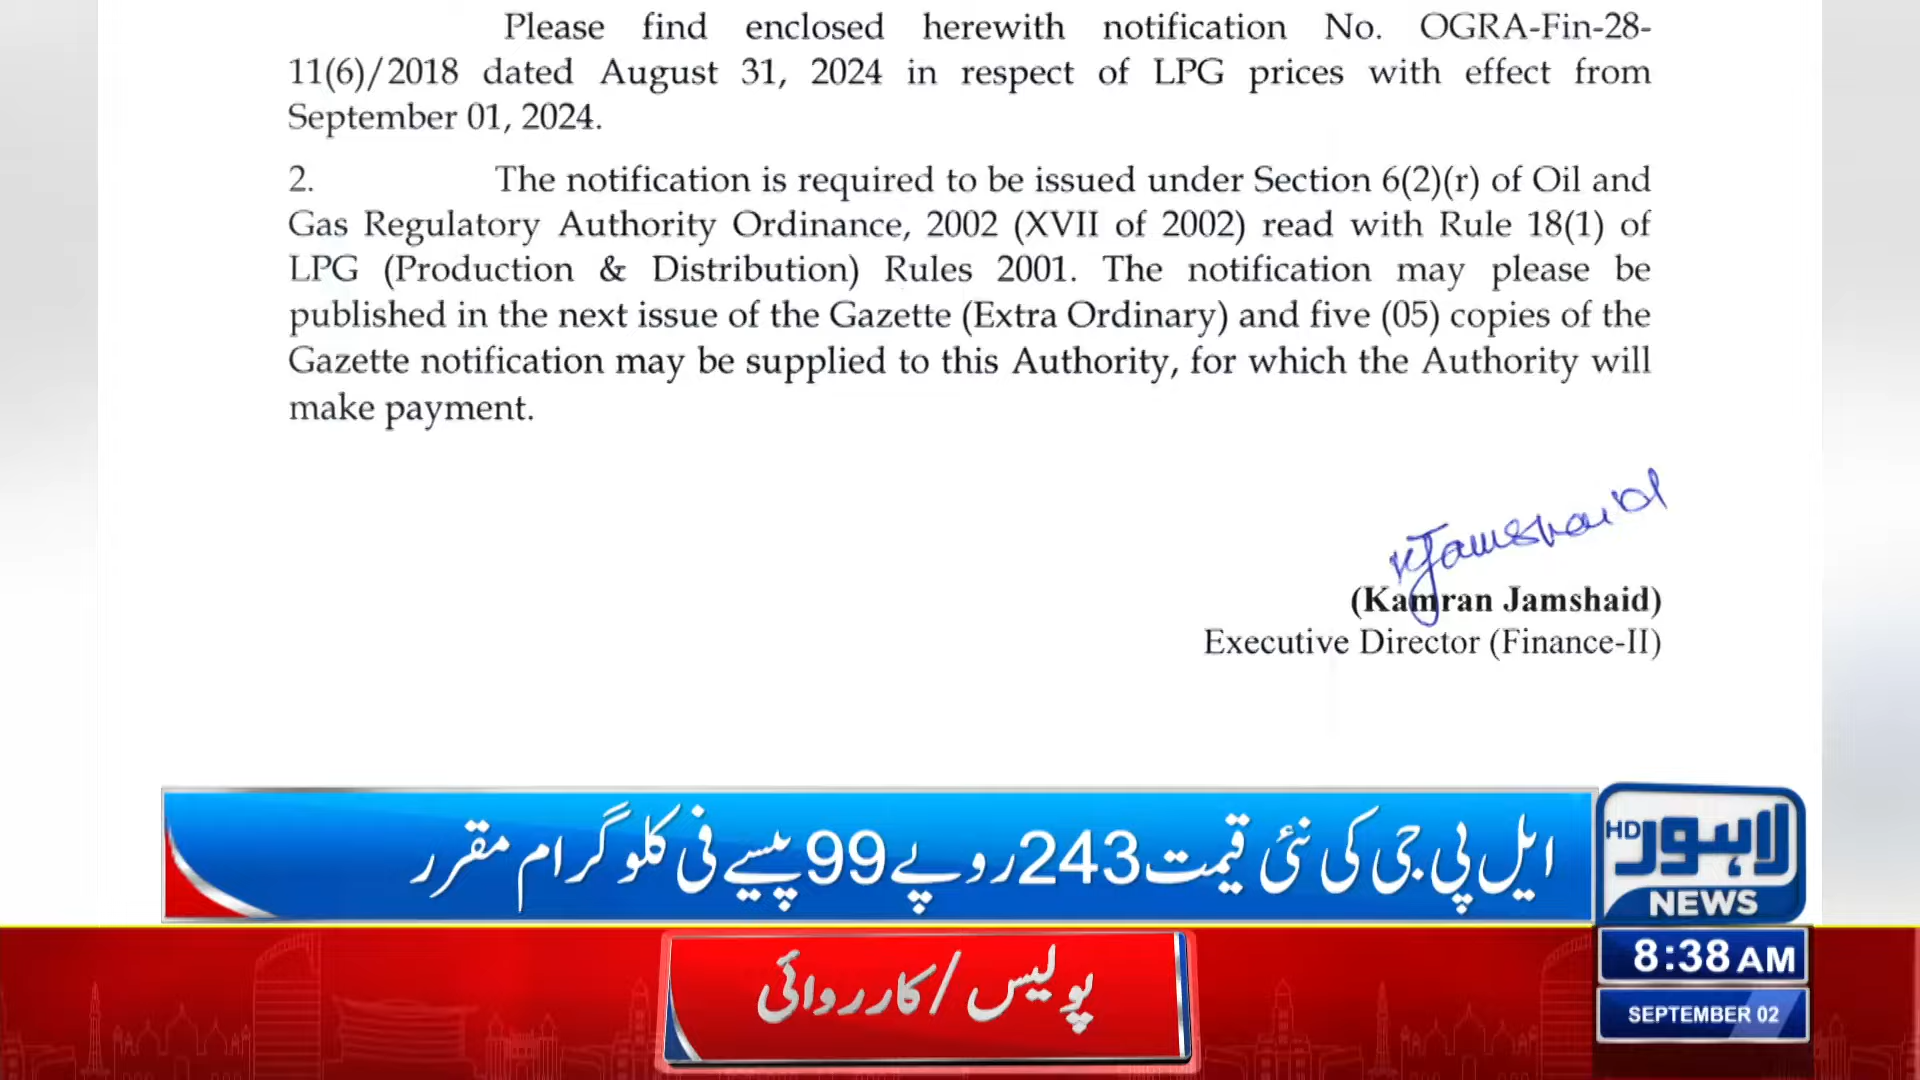 Please find enclosed herewith notification No. OGRA-Fin-28-
11(6)/2018 dated August 31, 2024 in respect of LPG prices with effect from
September 01, 2024.
2. The notification is required to be issued under Section 6(2)(r) of Oil and
Gas Regulatory Authority Ordinance, 2002 (XVII of 2002) read with Rule 18(1) of
LPG (Production & Distribution) Rules 2001. The notification may please be
published in the next issue of the Gazette (Extra Ordinary) and five (05) copies of the
Gazette notification may be supplied to this Authority, for which the Authority will
make payment.
KJamshaid
(Kamran Jamshaid)
Executive Director (Finance-II)
ایل پی جی کی نئی قیمت 243 روپے 99 پیسے فی کلو گرام مقرر
لاہور HD
NEWS
8:38 AM
SEPTEMBER 02
پولیس/کارروائی